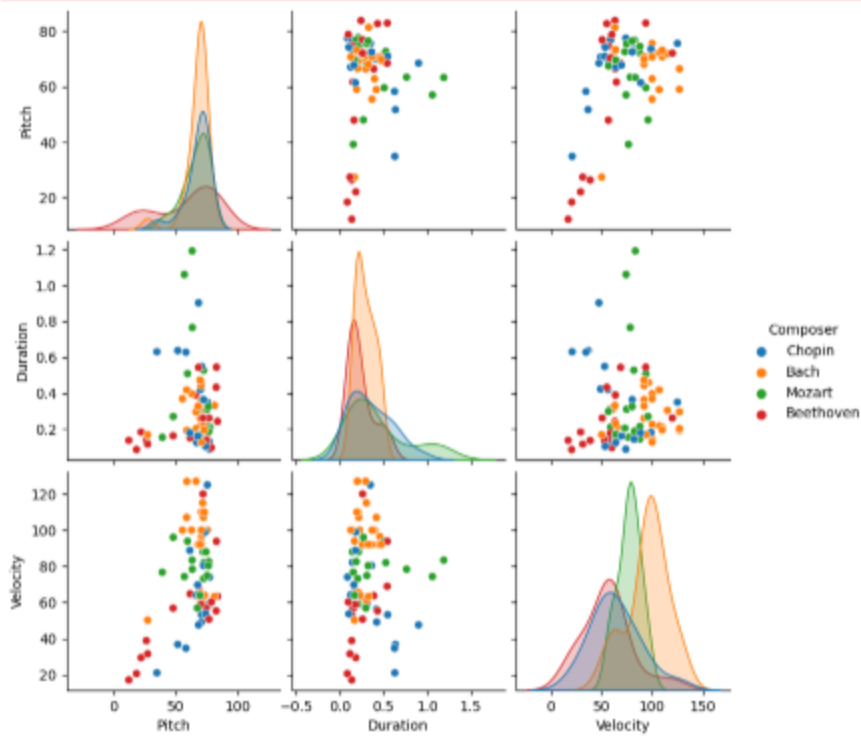 80
60
40
20
Pitch
1.2
1.0
0.8
0.6
0.4
0.2
Duration
Composer
Chopin
Bach
Mozart
Beethoven
120
100
80
60
40
20
Velocity
0 50 100
−0.5 0.0 0.5 1.0 1.5
0 50 100 150
Pitch
Duration
Velocity